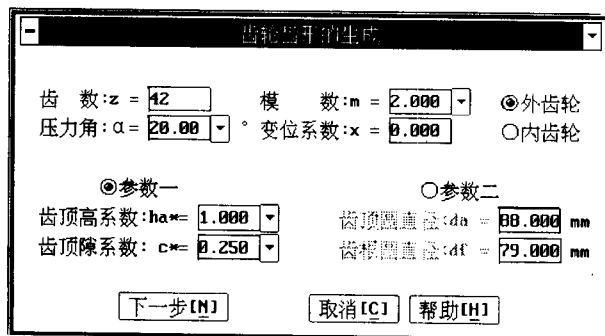 齿轮齿形的生成
齿 数:z = 42 模 数:m = 2.000 ◉外齿轮
压力角:α= 20.00 ° 变位系数:x = 0.000 ○内齿轮
◉参数一 ○参数二
齿顶高系数:ha*= 1.000 齿顶圆直径:da = 88.000 mm
齿顶隙系数: c*= 0.250 齿根圆直径:df = 79.000 mm
下一步[N] 取消[C] 帮助[H]